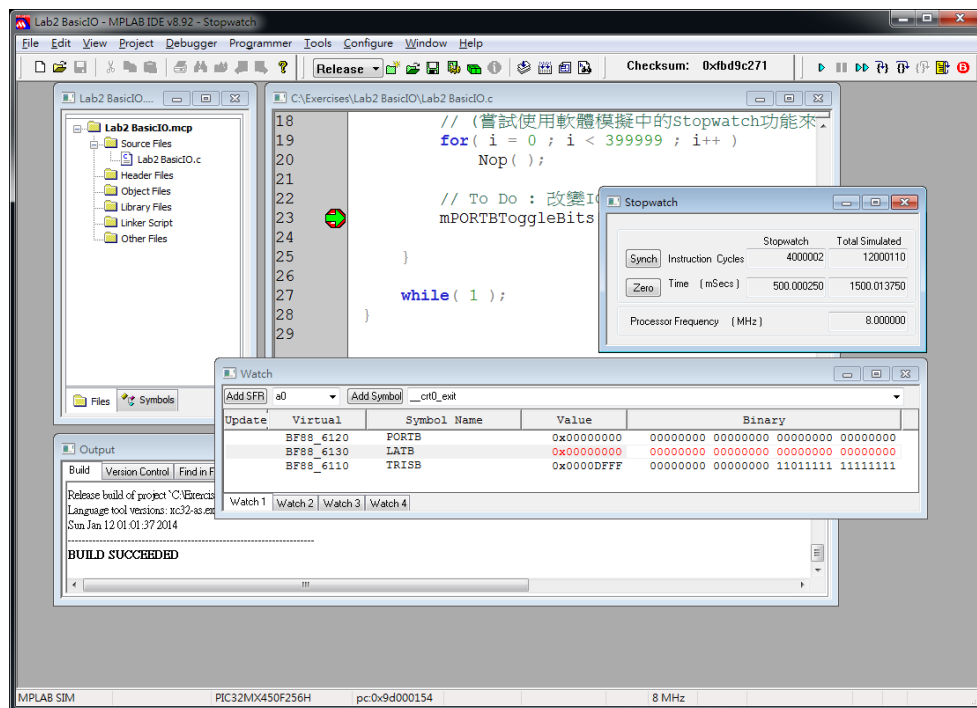 Lab2 BasicIO - MPLAB IDE v8.92 - Stopwatch
File Edit View Project Debugger Programmer Tools Configure Window Help
Release
Checksum: 0xfbd9c271
Lab2 BasicIO....
Lab2 BasicIO.mcp
Source Files
Lab2 BasicIO.c
Header Files
Object Files
Library Files
Linker Script
Other Files
Files Symbols
C:\Exercises\Lab2 BasicIO\Lab2 BasicIO.c
18 // (嘗試使用軟體模擬中的Stopwatch功能來
19 for( i = 0 ; i < 399999 ; i++ )
20 Nop( );
21
22 // To Do : 改變IO
23 mPORTBToggleBits
24
25 }
26
27 while( 1 );
28 }
29
Stopwatch
Stopwatch Total Simulated
Synch Instruction Cycles 4000002 12000110
Zero Time (mSecs) 500.000250 1500.013750
Processor Frequency (MHz) 8.000000
Watch
Add SFR a0 Add Symbol __crt0_exit
Update Virtual Symbol Name Value Binary
BF88_6120 PORTB 0x00000000 00000000 00000000 00000000 00000000
BF88_6130 LATB 0x00000000 00000000 00000000 00000000 00000000
BF88_6110 TRISB 0x0000DFFF 00000000 00000000 11011111 11111111
Watch 1 Watch 2 Watch 3 Watch 4
Output
Build Version Control Find in F
Release build of project `C:\Exercis
Language tool versions: xc32-as.ex
Sun Jan 12 01:01:37 2014
----------------------------------------------------------------------
BUILD SUCCEEDED
MPLAB SIM PIC32MX450F256H pc:0x9d000154 8 MHz